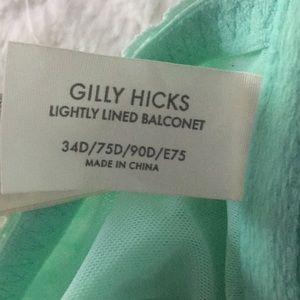 GILLY HICKS
LIGHTLY LINED BALCONET
34D/75D/90D/E75
MADE IN CHINA